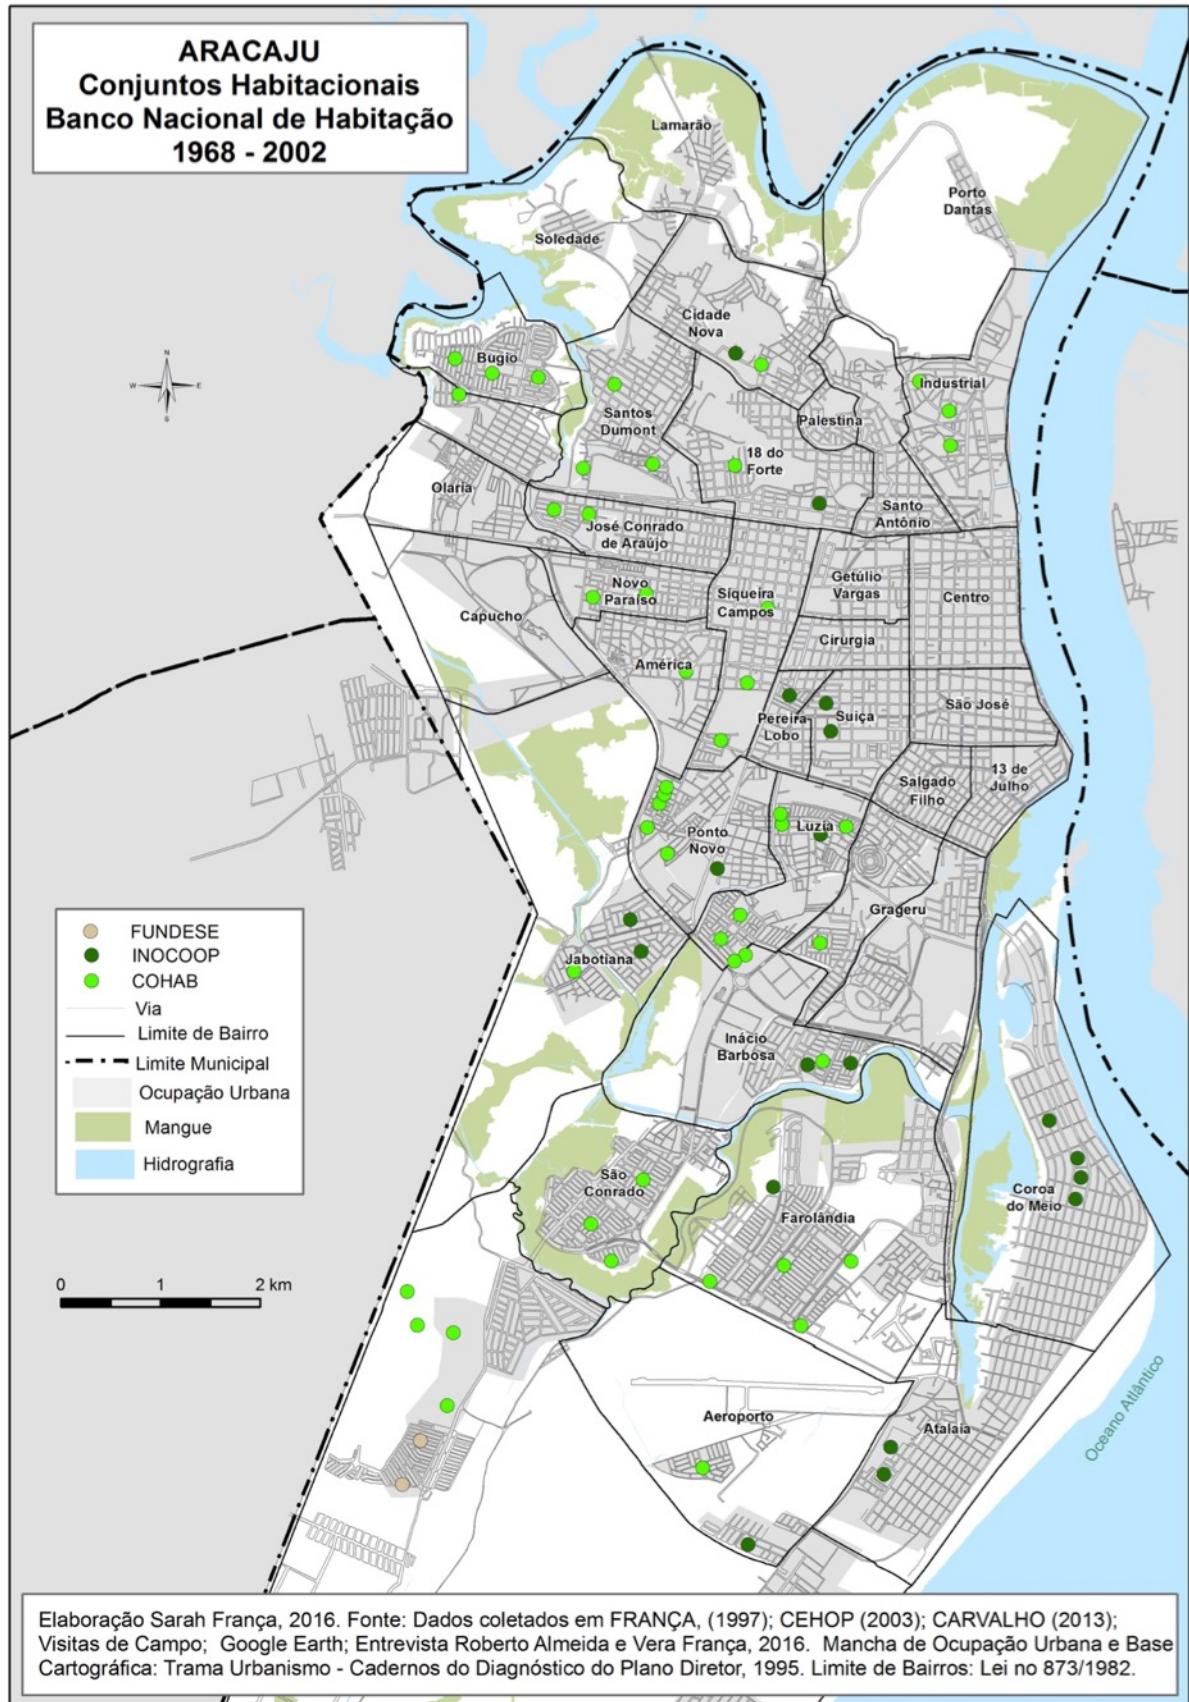 ARACAJU
Conjuntos Habitacionais
Banco Nacional de Habitação
1968 - 2002
Lamarão
Porto
Dantas
Soledade
Cidade
Nova
Bugio
Industrial
Santos
Dumont
Palestina
18 do
Forte
Olaria
Santo
Antônio
José Conrado
de Araújo
Getúlio
Vargas
Centro
Novo
Paraíso
Siqueira
Campos
Capucho
Cirurgia
América
São José
Pereira
Lobo
Suiça
13 de
Julho
Salgado
Filho
Luzia
Ponto
Novo
Grageru
Jabotiana
Inácio
Barbosa
São
Conrado
Coroa
do Meio
Farolândia
Aeroporto
Atalaia
Oceano Atlântico
N
W
E
S
FUNDESE
INOCOOP
COHAB
Via
Limite de Bairro
Limite Municipal
Ocupação Urbana
Mangue
Hidrografia
0 1 2 km
Elaboração Sarah França, 2016. Fonte: Dados coletados em FRANÇA, (1997); CEHOP (2003); CARVALHO (2013);
Visitas de Campo; Google Earth; Entrevista Roberto Almeida e Vera França, 2016. Mancha de Ocupação Urbana e Base
Cartográfica: Trama Urbanismo - Cadernos do Diagnóstico do Plano Diretor, 1995. Limite de Bairros: Lei no 873/1982.